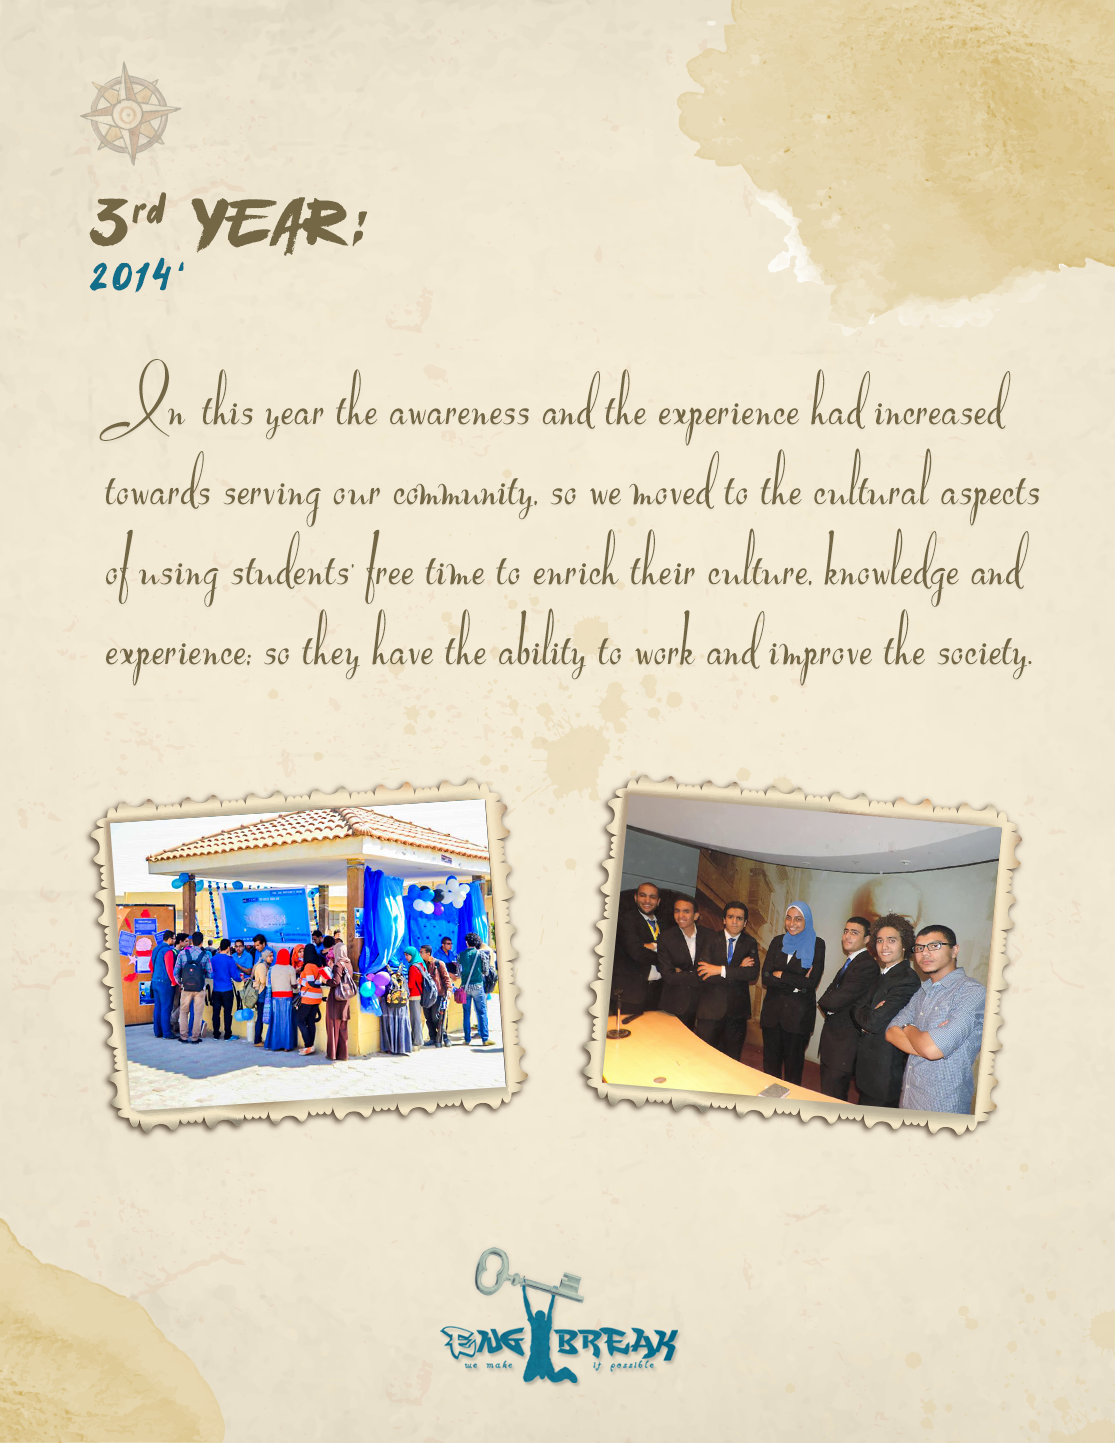 3rd YEAR:
2014'
In this year the awareness and the experience had increased
towards serving our community, so we moved to the cultural aspects
of using students' free time to enrich their culture, knowledge and
experience; so they have the ability to work and improve the society.
ENG BREAK
we make it possible